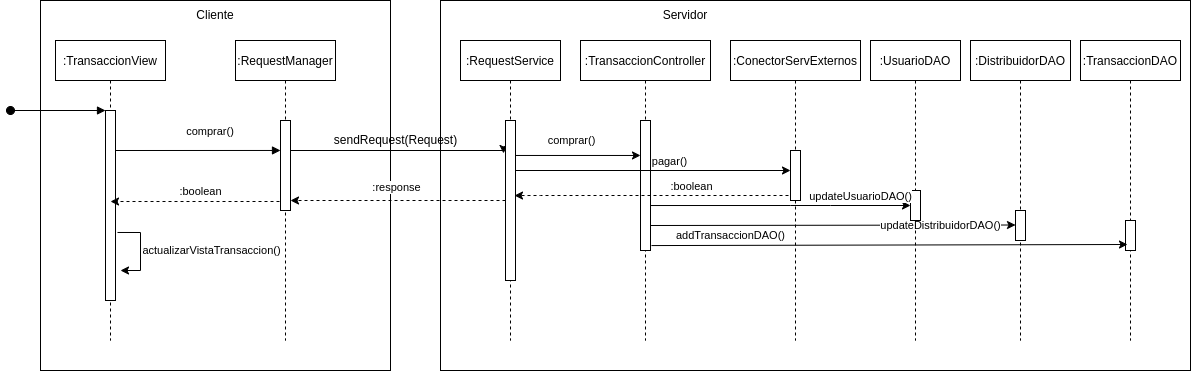 Cliente
Servidor
:TransaccionView
:RequestManager
:RequestService
:TransaccionController
:ConectorServExternos
:UsuarioDAO
:DistribuidorDAO
:TransaccionDAO
comprar()
sendRequest(Request)
comprar()
pagar()
:boolean
:response
:boolean
updateUsuarioDAO()
updateDistribuidorDAO()
addTransaccionDAO()
actualizarVistaTransaccion()